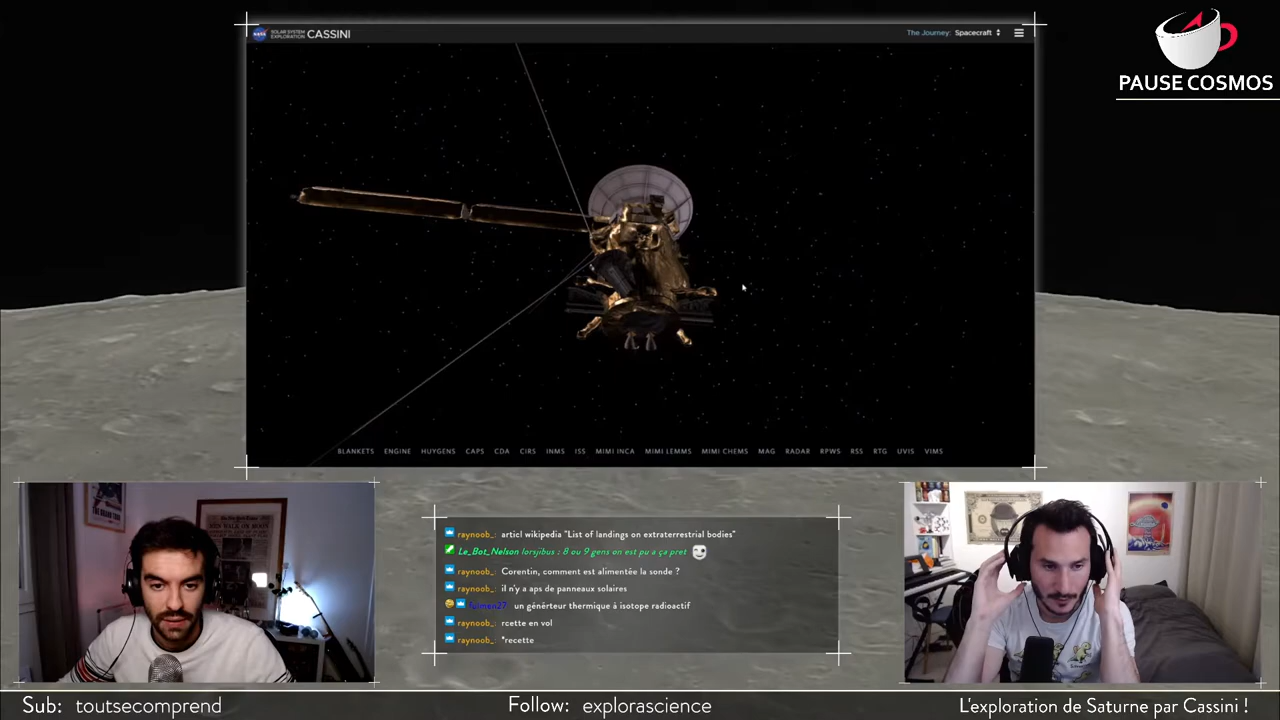 SOLAR SYSTEM
EXPLORATION
CASSINI
The Journey: Spacecraft
PAUSE COSMOS
BLANKETS ENGINE HUYGENS CAPS CDA CIRS INMS ISS MIMI INCA MIMI LEMMS MIMI CHEMS MAG RADAR RPWS RSS RTG UVIS VIMS
raynoob_: articl wikipedia "List of landings on extraterrestrial bodies"
Le_Bot_Nelson lorsjibus : 8 ou 9 gens on est pu a ça pret
raynoob_: Corentin, comment est alimentée la sonde ?
raynoob_: il n'y a aps de panneaux solaires
fulmen27: un générteur thermique à isotope radioactif
raynoob_: rcette en vol
raynoob_: *recette
Sub: toutsecomprend
Follow: explorascience
L'exploration de Saturne par Cassini !